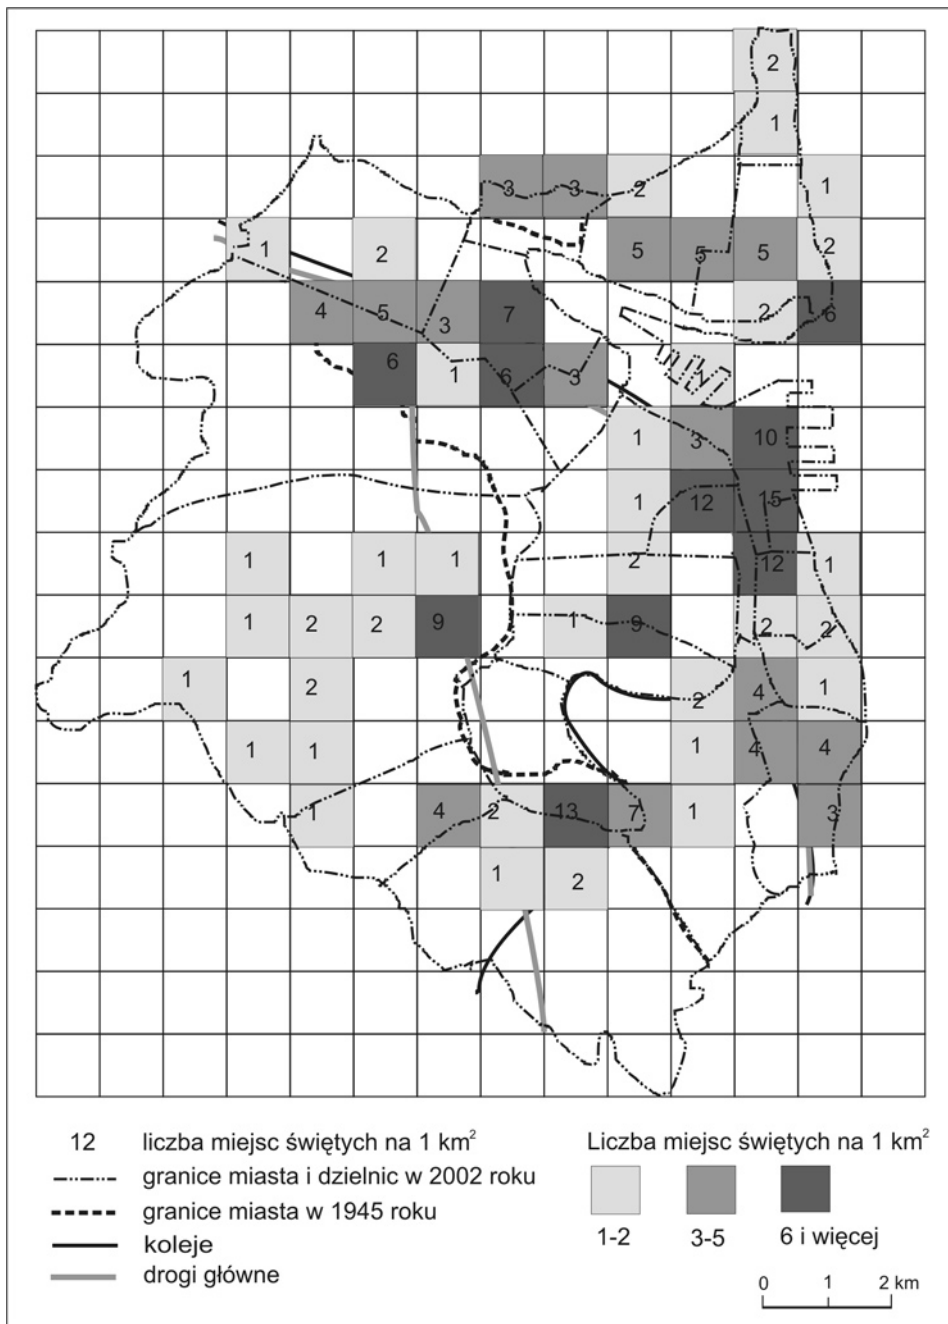 2
1
3 3 2 1
1 2 5 5 5 2
4 5 3 7 2 6
6 1 6 3 1
1 3 10
1 12 15
1 1 1 2 12 1
1 2 2 9 1 9 2 2
1 2 2 4 1
1 1 1 4 4
1 4 2 13 7 1 3
1 2
12 liczba miejsc świętych na 1 km²
granice miasta i dzielnic w 2002 roku
granice miasta w 1945 roku
koleje
drogi główne
Liczba miejsc świętych na 1 km²
1-2 3-5 6 i więcej
0 1 2 km